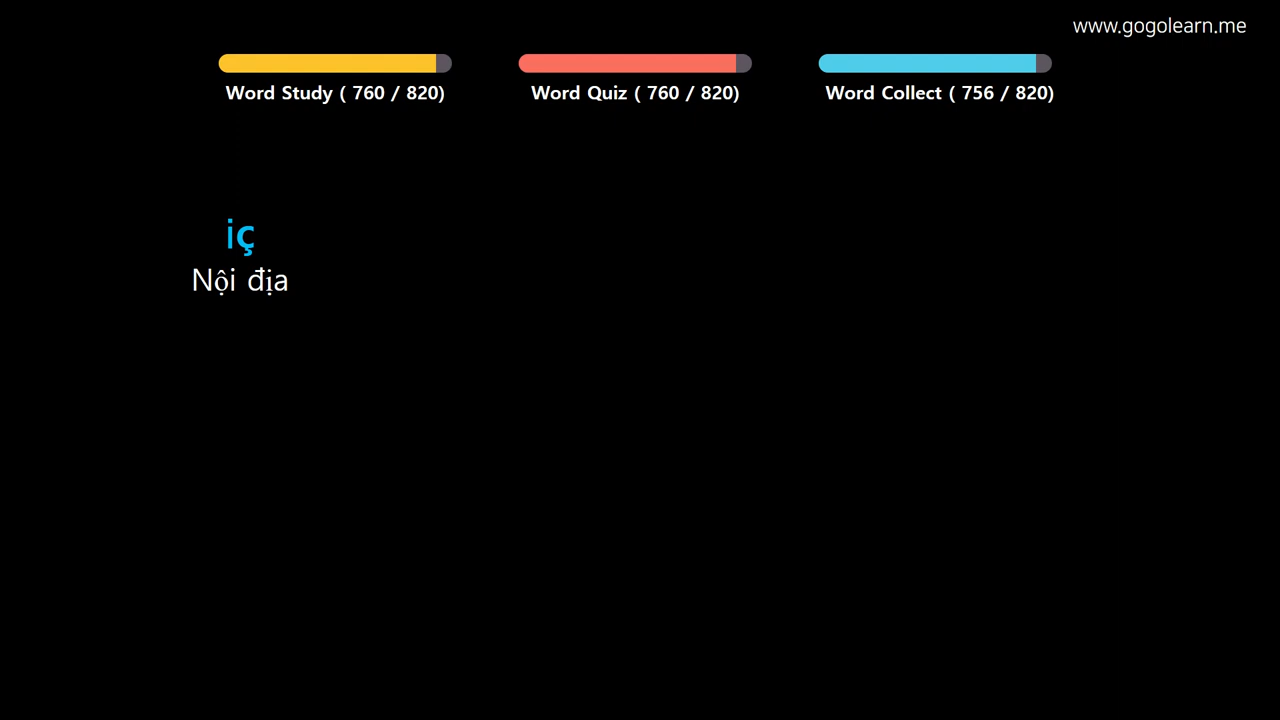 www.gogolearn.me
Word Study ( 760 / 820)
Word Quiz ( 760 / 820)
Word Collect ( 756 / 820)
iç
Nội địa